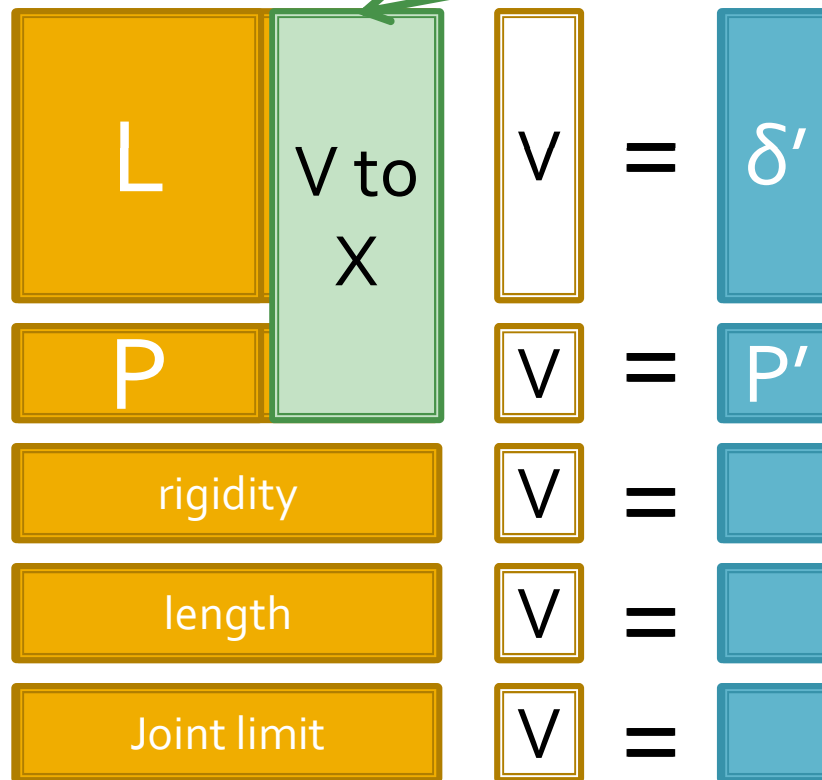 L V to X V = δ′
P V = P′
rigidity V =
length V =
Joint limit V =